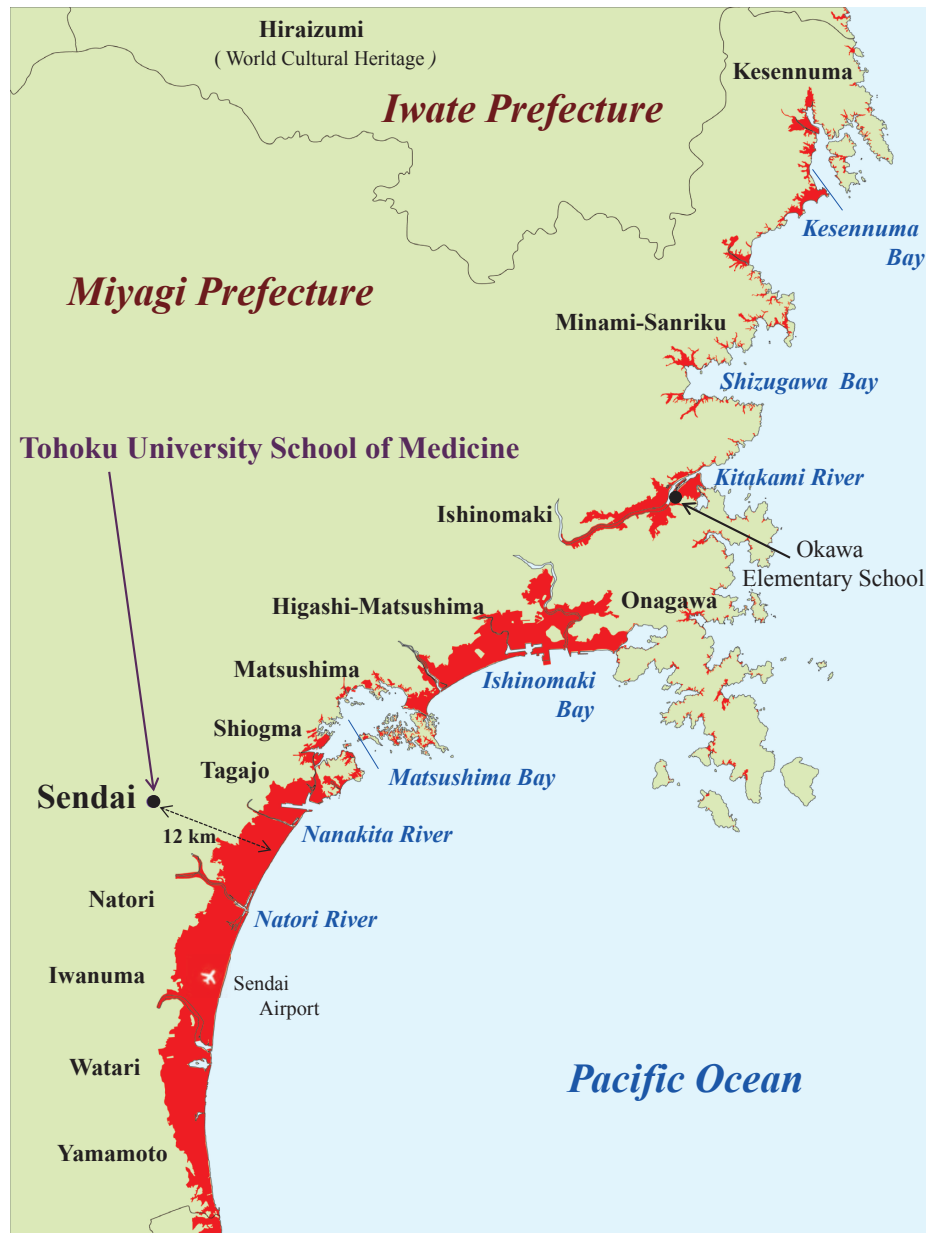 Hiraizumi
( World Cultural Heritage )
Kesennuma
Iwate Prefecture
Kesennuma
Bay
Miyagi Prefecture
Minami-Sanriku
Shizugawa Bay
Tohoku University School of Medicine
Kitakami River
Ishinomaki
Okawa
Elementary School
Higashi-Matsushima
Onagawa
Matsushima
Ishinomaki
Bay
Shiogma
Tagajo
Matsushima Bay
Sendai
12 km
Nanakita River
Natori
Natori River
Iwanuma
Sendai
Airport
Watari
Pacific Ocean
Yamamoto